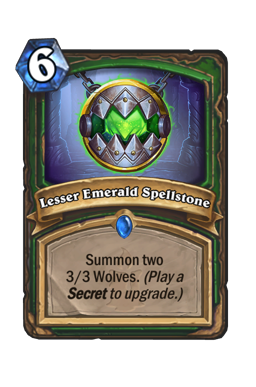 6
Lesser Emerald Spellstone
Summon two
3/3 Wolves. (Play a
Secret to upgrade.)